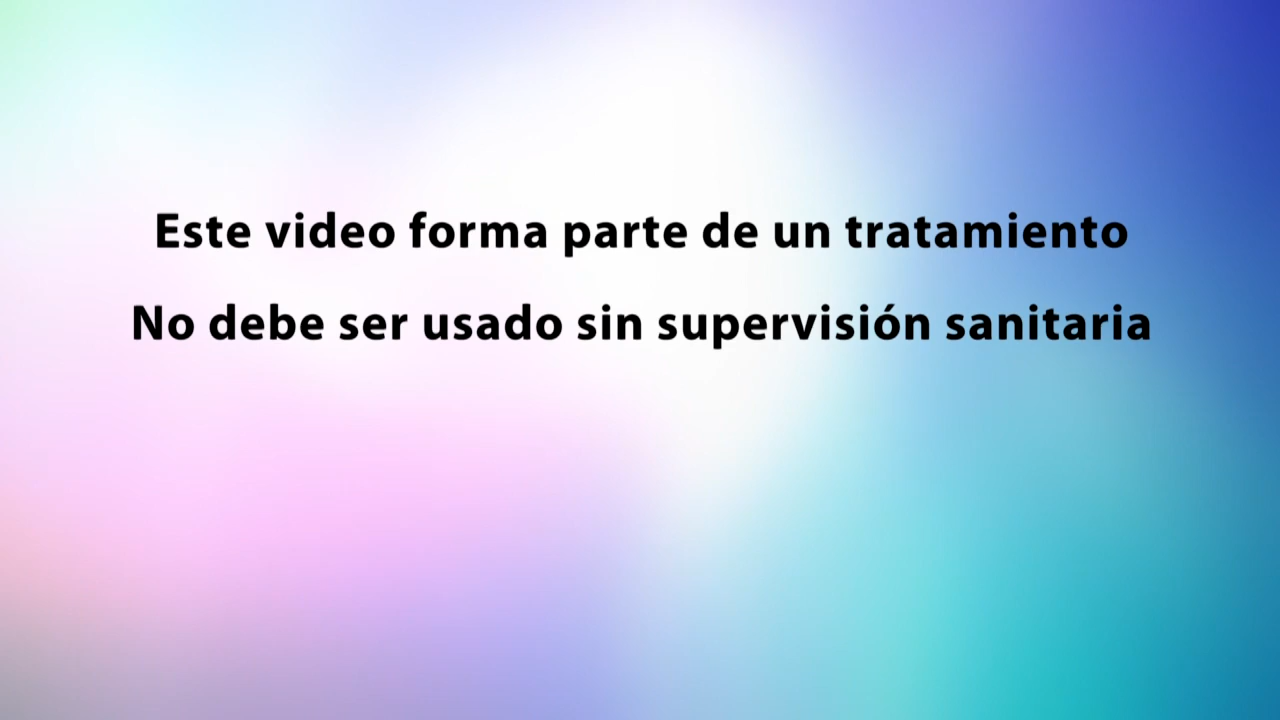 Este video forma parte de un tratamiento
No debe ser usado sin supervisión sanitaria